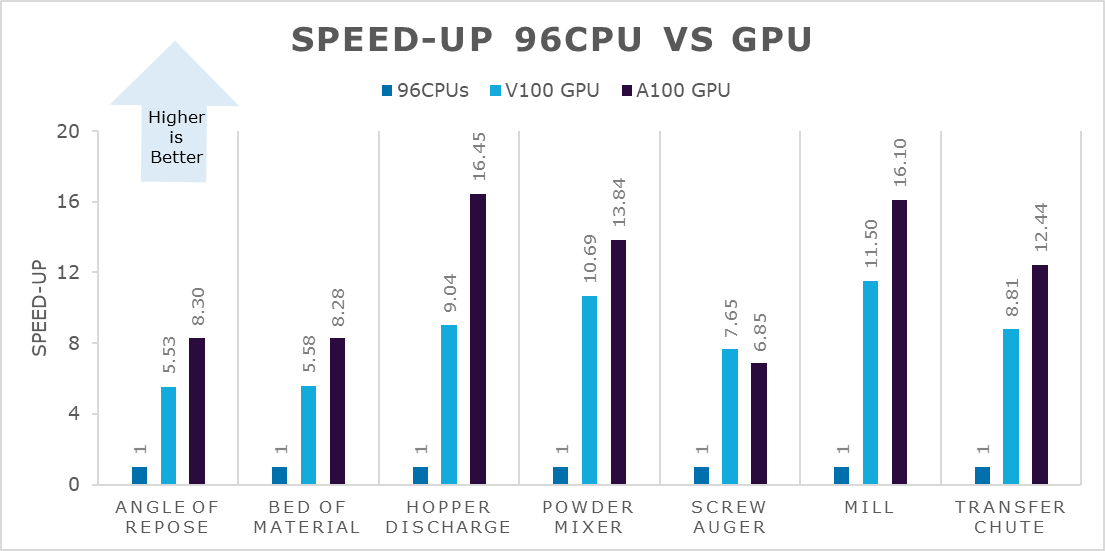 SPEED-UP 96CPU VS GPU
96CPUs V100 GPU A100 GPU
Higher
is
Better
SPEED-UP
20
16
12
8
4
0
1 5.53 8.30
1 5.58 8.28
1 9.04 16.45
1 10.69 13.84
1 7.65 6.85
1 11.50 16.10
1 8.81 12.44
ANGLE OF
REPOSE
BED OF
MATERIAL
HOPPER
DISCHARGE
POWDER
MIXER
SCREW
AUGER
MILL
TRANSFER
CHUTE